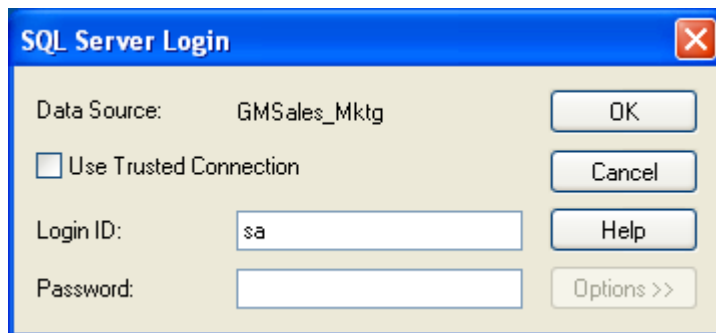 SQL Server Login
Data Source: GMSales_Mktg OK
Use Trusted Connection Cancel
Login ID: sa Help
Password: Options >>